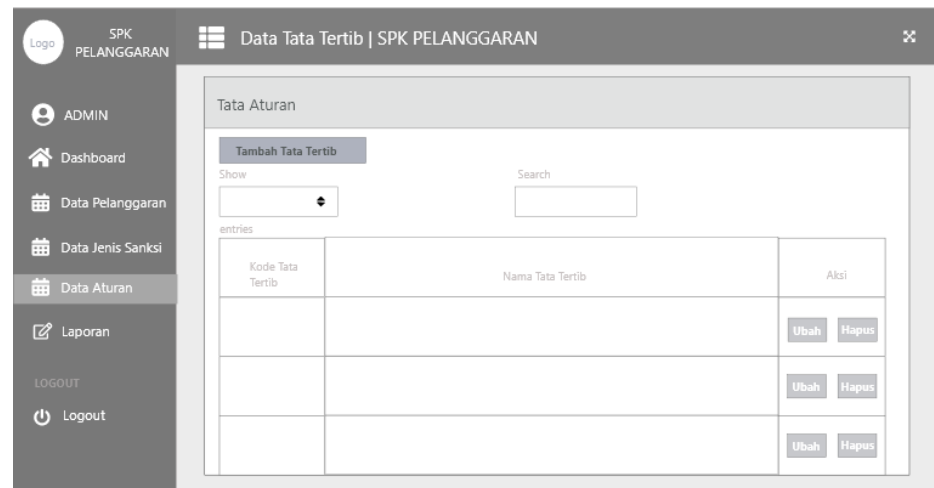 Logo
SPK
PELANGGARAN
Data Tata Tertib | SPK PELANGGARAN
ADMIN
Dashboard
Data Pelanggaran
Data Jenis Sanksi
Data Aturan
Laporan
LOGOUT
Logout
Tata Aturan
Tambah Tata Tertib
Show
Search
entries
Kode Tata
Tertib
Nama Tata Tertib
Aksi
Ubah Hapus
Ubah Hapus
Ubah Hapus